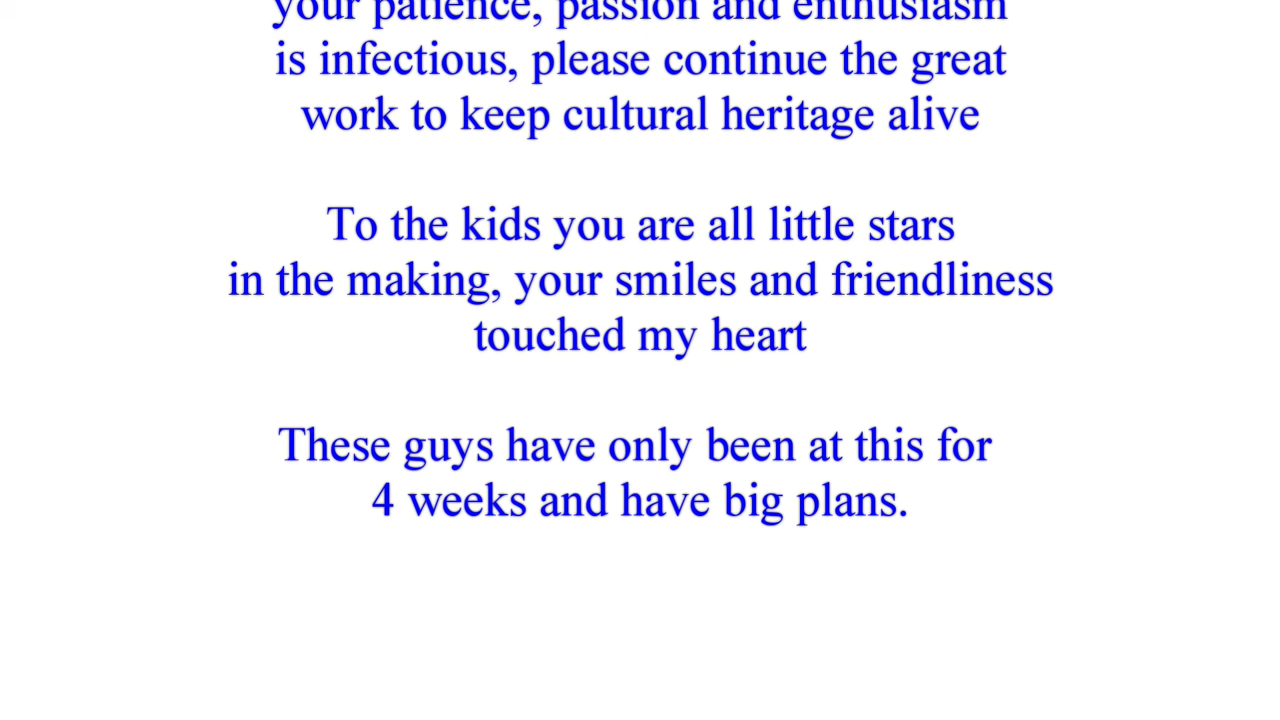 your patience, passion and enthusiasm
is infectious, please continue the great
work to keep cultural heritage alive
To the kids you are all little stars
in the making, your smiles and friendliness
touched my heart
These guys have only been at this for
4 weeks and have big plans.